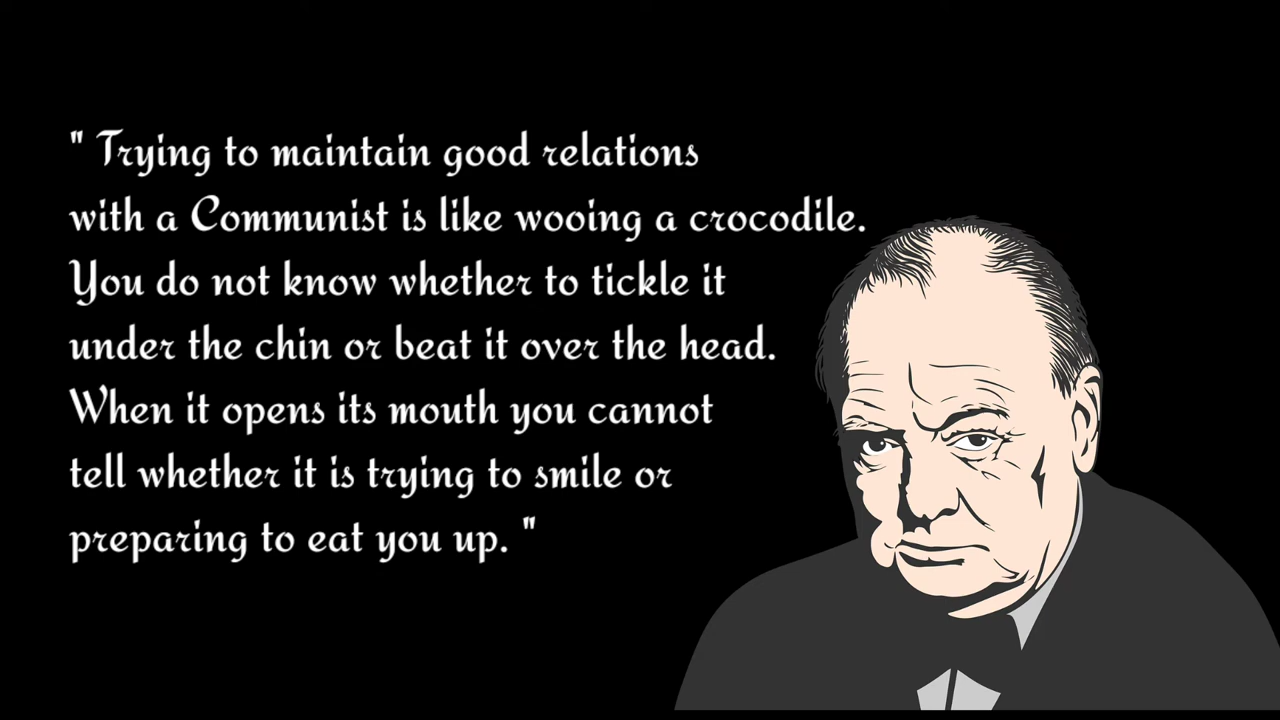 " Trying to maintain good relations
with a Communist is like wooing a crocodile.
You do not know whether to tickle it
under the chin or beat it over the head.
When it opens its mouth you cannot
tell whether it is trying to smile or
preparing to eat you up. "